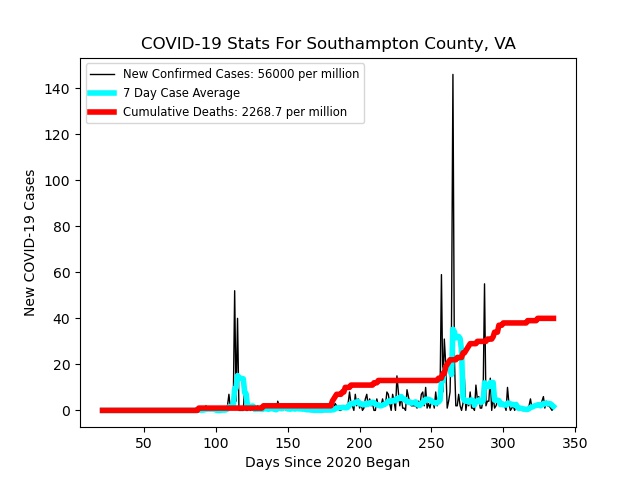 COVID-19 Stats For Southampton County, VA
New Confirmed Cases: 56000 per million
7 Day Case Average
Cumulative Deaths: 2268.7 per million
New COVID-19 Cases
140
120
100
80
60
40
20
0
50 100 150 200 250 300 350
Days Since 2020 Began